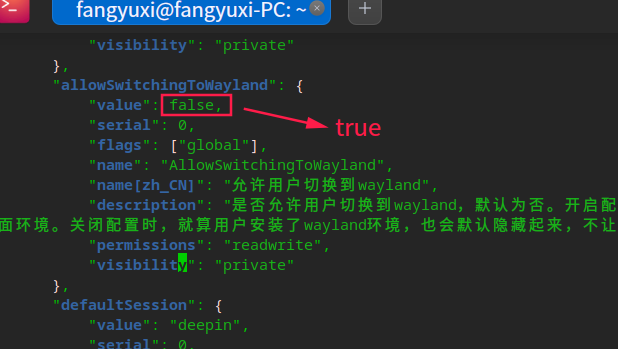 >_ fangyuxi@fangyuxi-PC: ~ × +
"visibility": "private"
},
"allowSwitchingToWayland": {
"value": false,
"serial": 0,
true
"flags": ["global"],
"name": "AllowSwitchingToWayland",
"name[zh_CN]": "允许用户切换到wayland",
"description": "是否允许用户切换到wayland，默认为否。开启配
面环境。关闭配置时，就算用户安装了wayland环境，也会默认隐藏起来，不让
"permissions": "readwrite",
"visibility": "private"
},
"defaultSession": {
"value": "deepin",
"serial": 0,